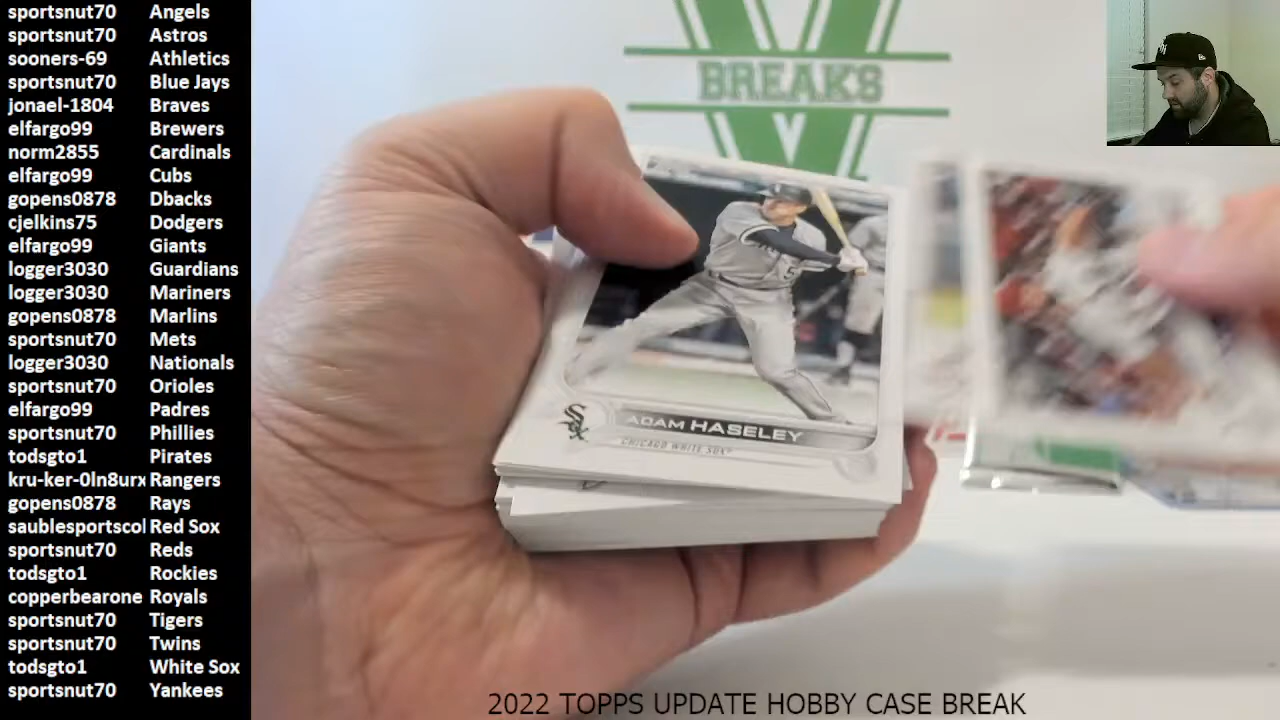 sportsnut70 Angels
sportsnut70 Astros
sooners-69 Athletics
sportsnut70 Blue Jays
jonael-1804 Braves
elfargo99 Brewers
norm2855 Cardinals
elfargo99 Cubs
gopens0878 Dbacks
cjelkins75 Dodgers
elfargo99 Giants
logger3030 Guardians
logger3030 Mariners
gopens0878 Marlins
sportsnut70 Mets
logger3030 Nationals
sportsnut70 Orioles
elfargo99 Padres
sportsnut70 Phillies
todsgto1 Pirates
kru-ker-0ln8urx Rangers
gopens0878 Rays
saublesportscol Red Sox
sportsnut70 Reds
todsgto1 Rockies
copperbearone Royals
sportsnut70 Tigers
sportsnut70 Twins
todsgto1 White Sox
sportsnut70 Yankees
V
BREAKS
ADAM HASELEY
CHICAGO WHITE SOX
SOX
2022 TOPPS UPDATE HOBBY CASE BREAK